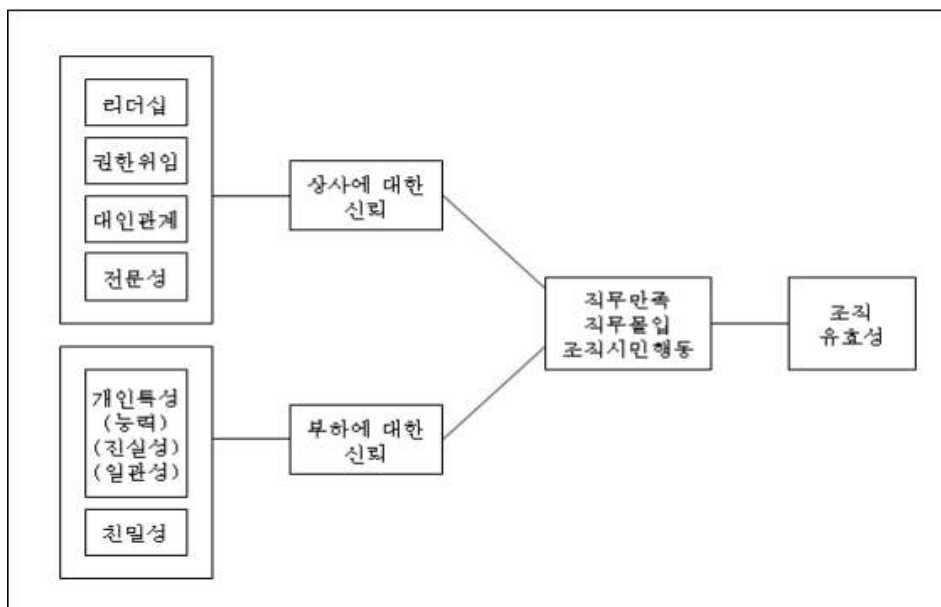 리더십
권한위임
대인관계
전문성
상사에 대한
신뢰
개인특성
(능력)
(진실성)
(일관성)
친밀성
부하에 대한
신뢰
직무만족
직무몰입
조직시민행동
조직
유효성